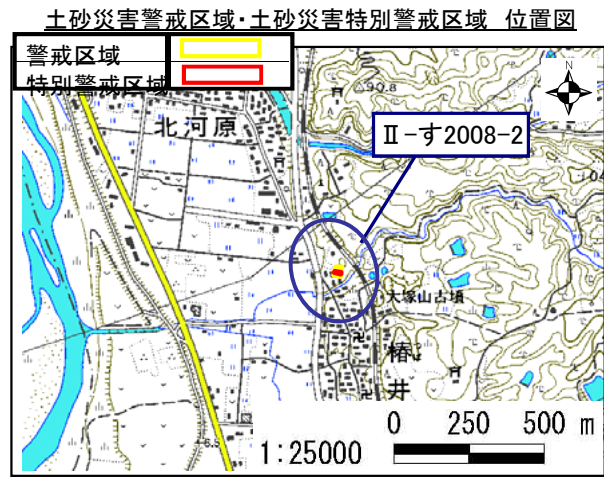 土砂災害警戒区域・土砂災害特別警戒区域 位置図
警戒区域
特別警戒区域
90.8
N
北河原
Ⅱ-す2008-2
大塚山古墳
椿井
0 250 500 m
1:25000